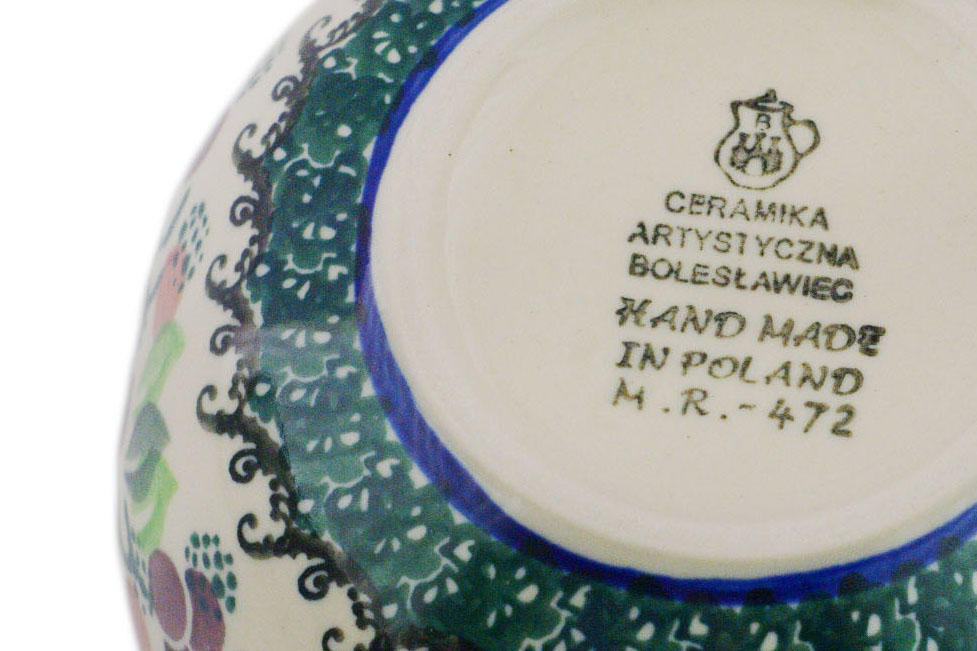 B
CERAMIKA
ARTYSTYCZNA
BOLESŁAWIEC
HAND MADE
IN POLAND
M.R.-472